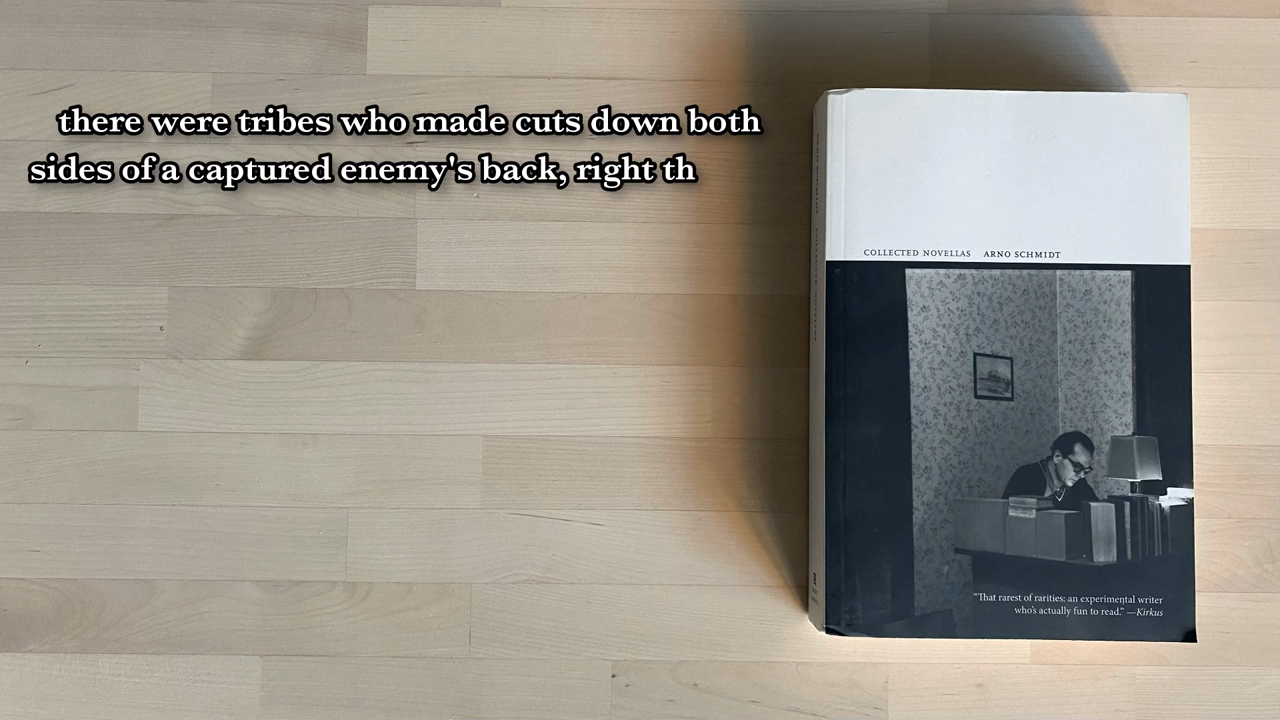 there were tribes who made cuts down both
sides of a captured enemy's back, right th
COLLECTED NOVELLAS ARNO SCHMIDT
"That rarest of rarities: an experimental writer
who's actually fun to read." —Kirkus